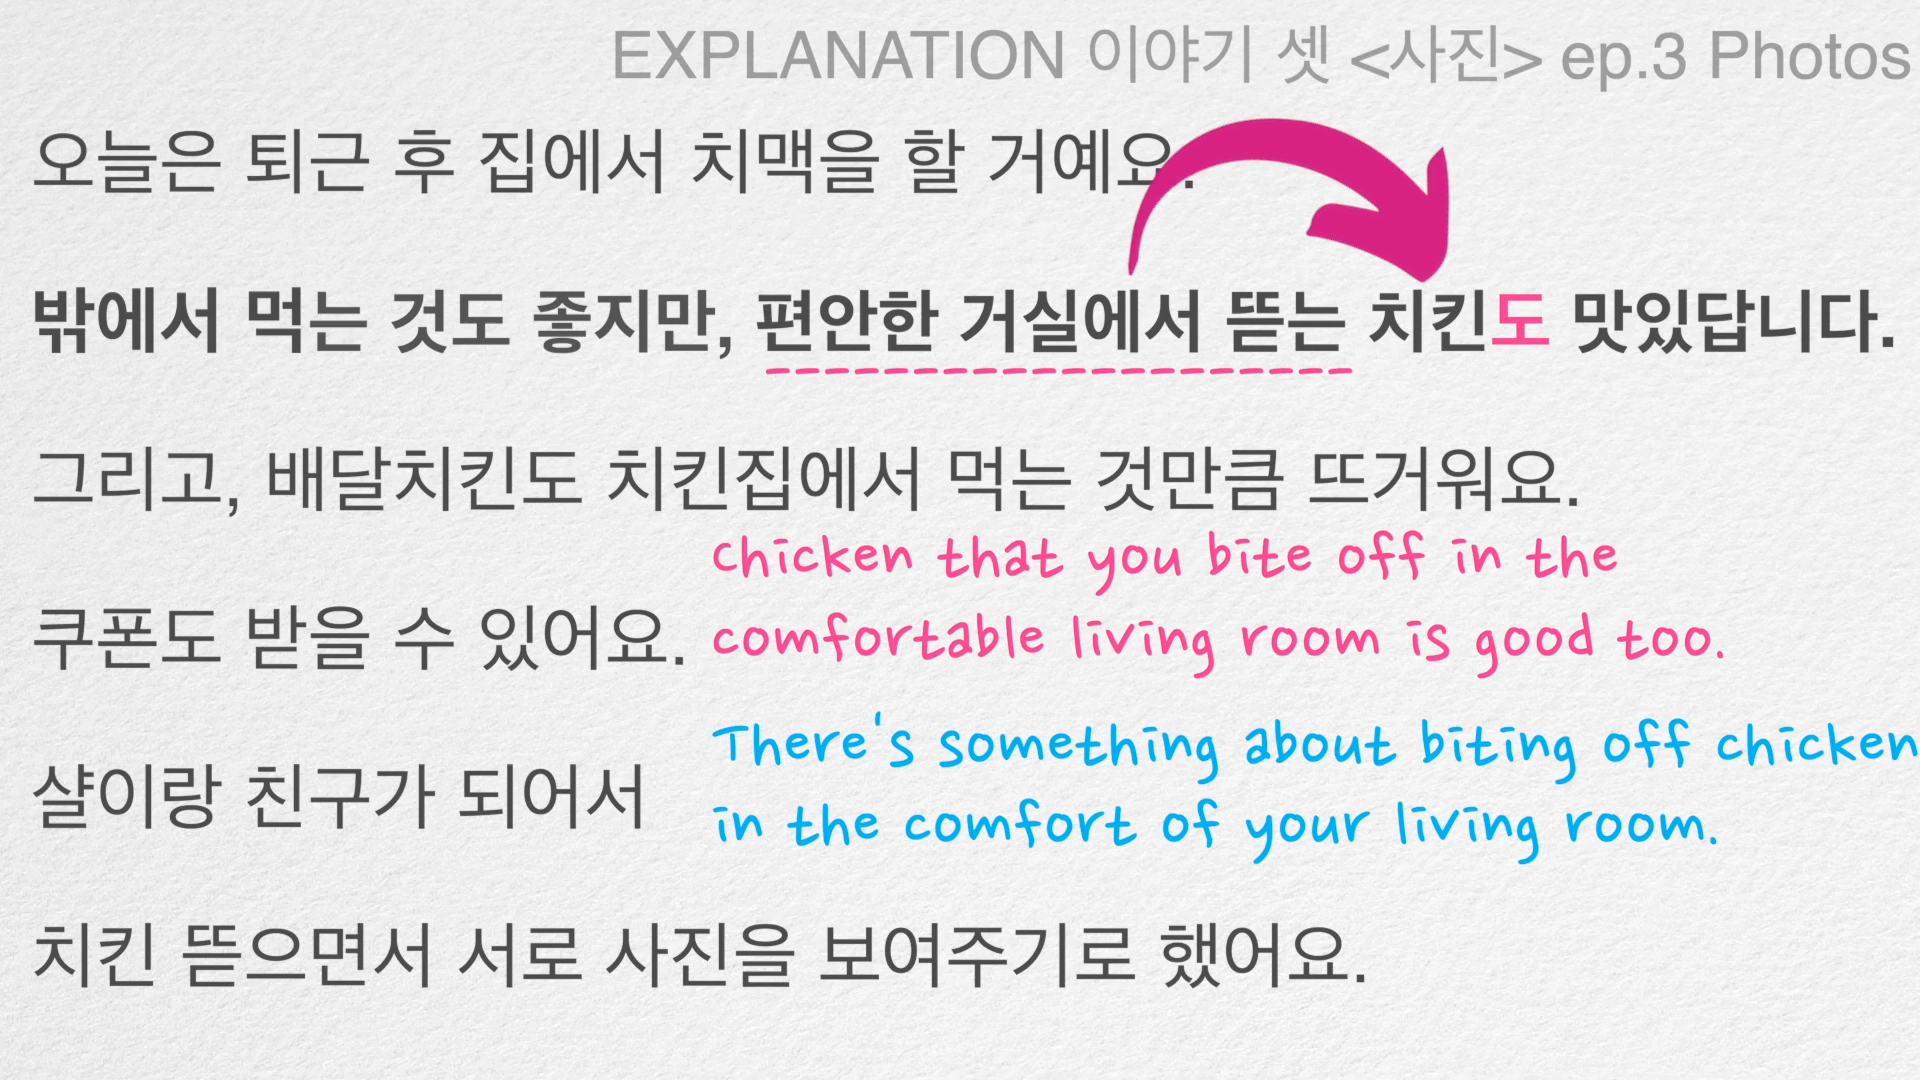 EXPLANATION 이야기 셋 <사진> ep.3 Photos
오늘은 퇴근 후 집에서 치맥을 할 거예요.
밖에서 먹는 것도 좋지만, 편안한 거실에서 뜯는 치킨도 맛있답니다.
그리고, 배달치킨도 치킨집에서 먹는 것만큼 뜨거워요.
Chicken that you bite off in the
쿠폰도 받을 수 있어요. comfortable living room is good too.
There's something about biting off chicken
샬이랑 친구가 되어서 in the comfort of your living room.
치킨 뜯으면서 서로 사진을 보여주기로 했어요.